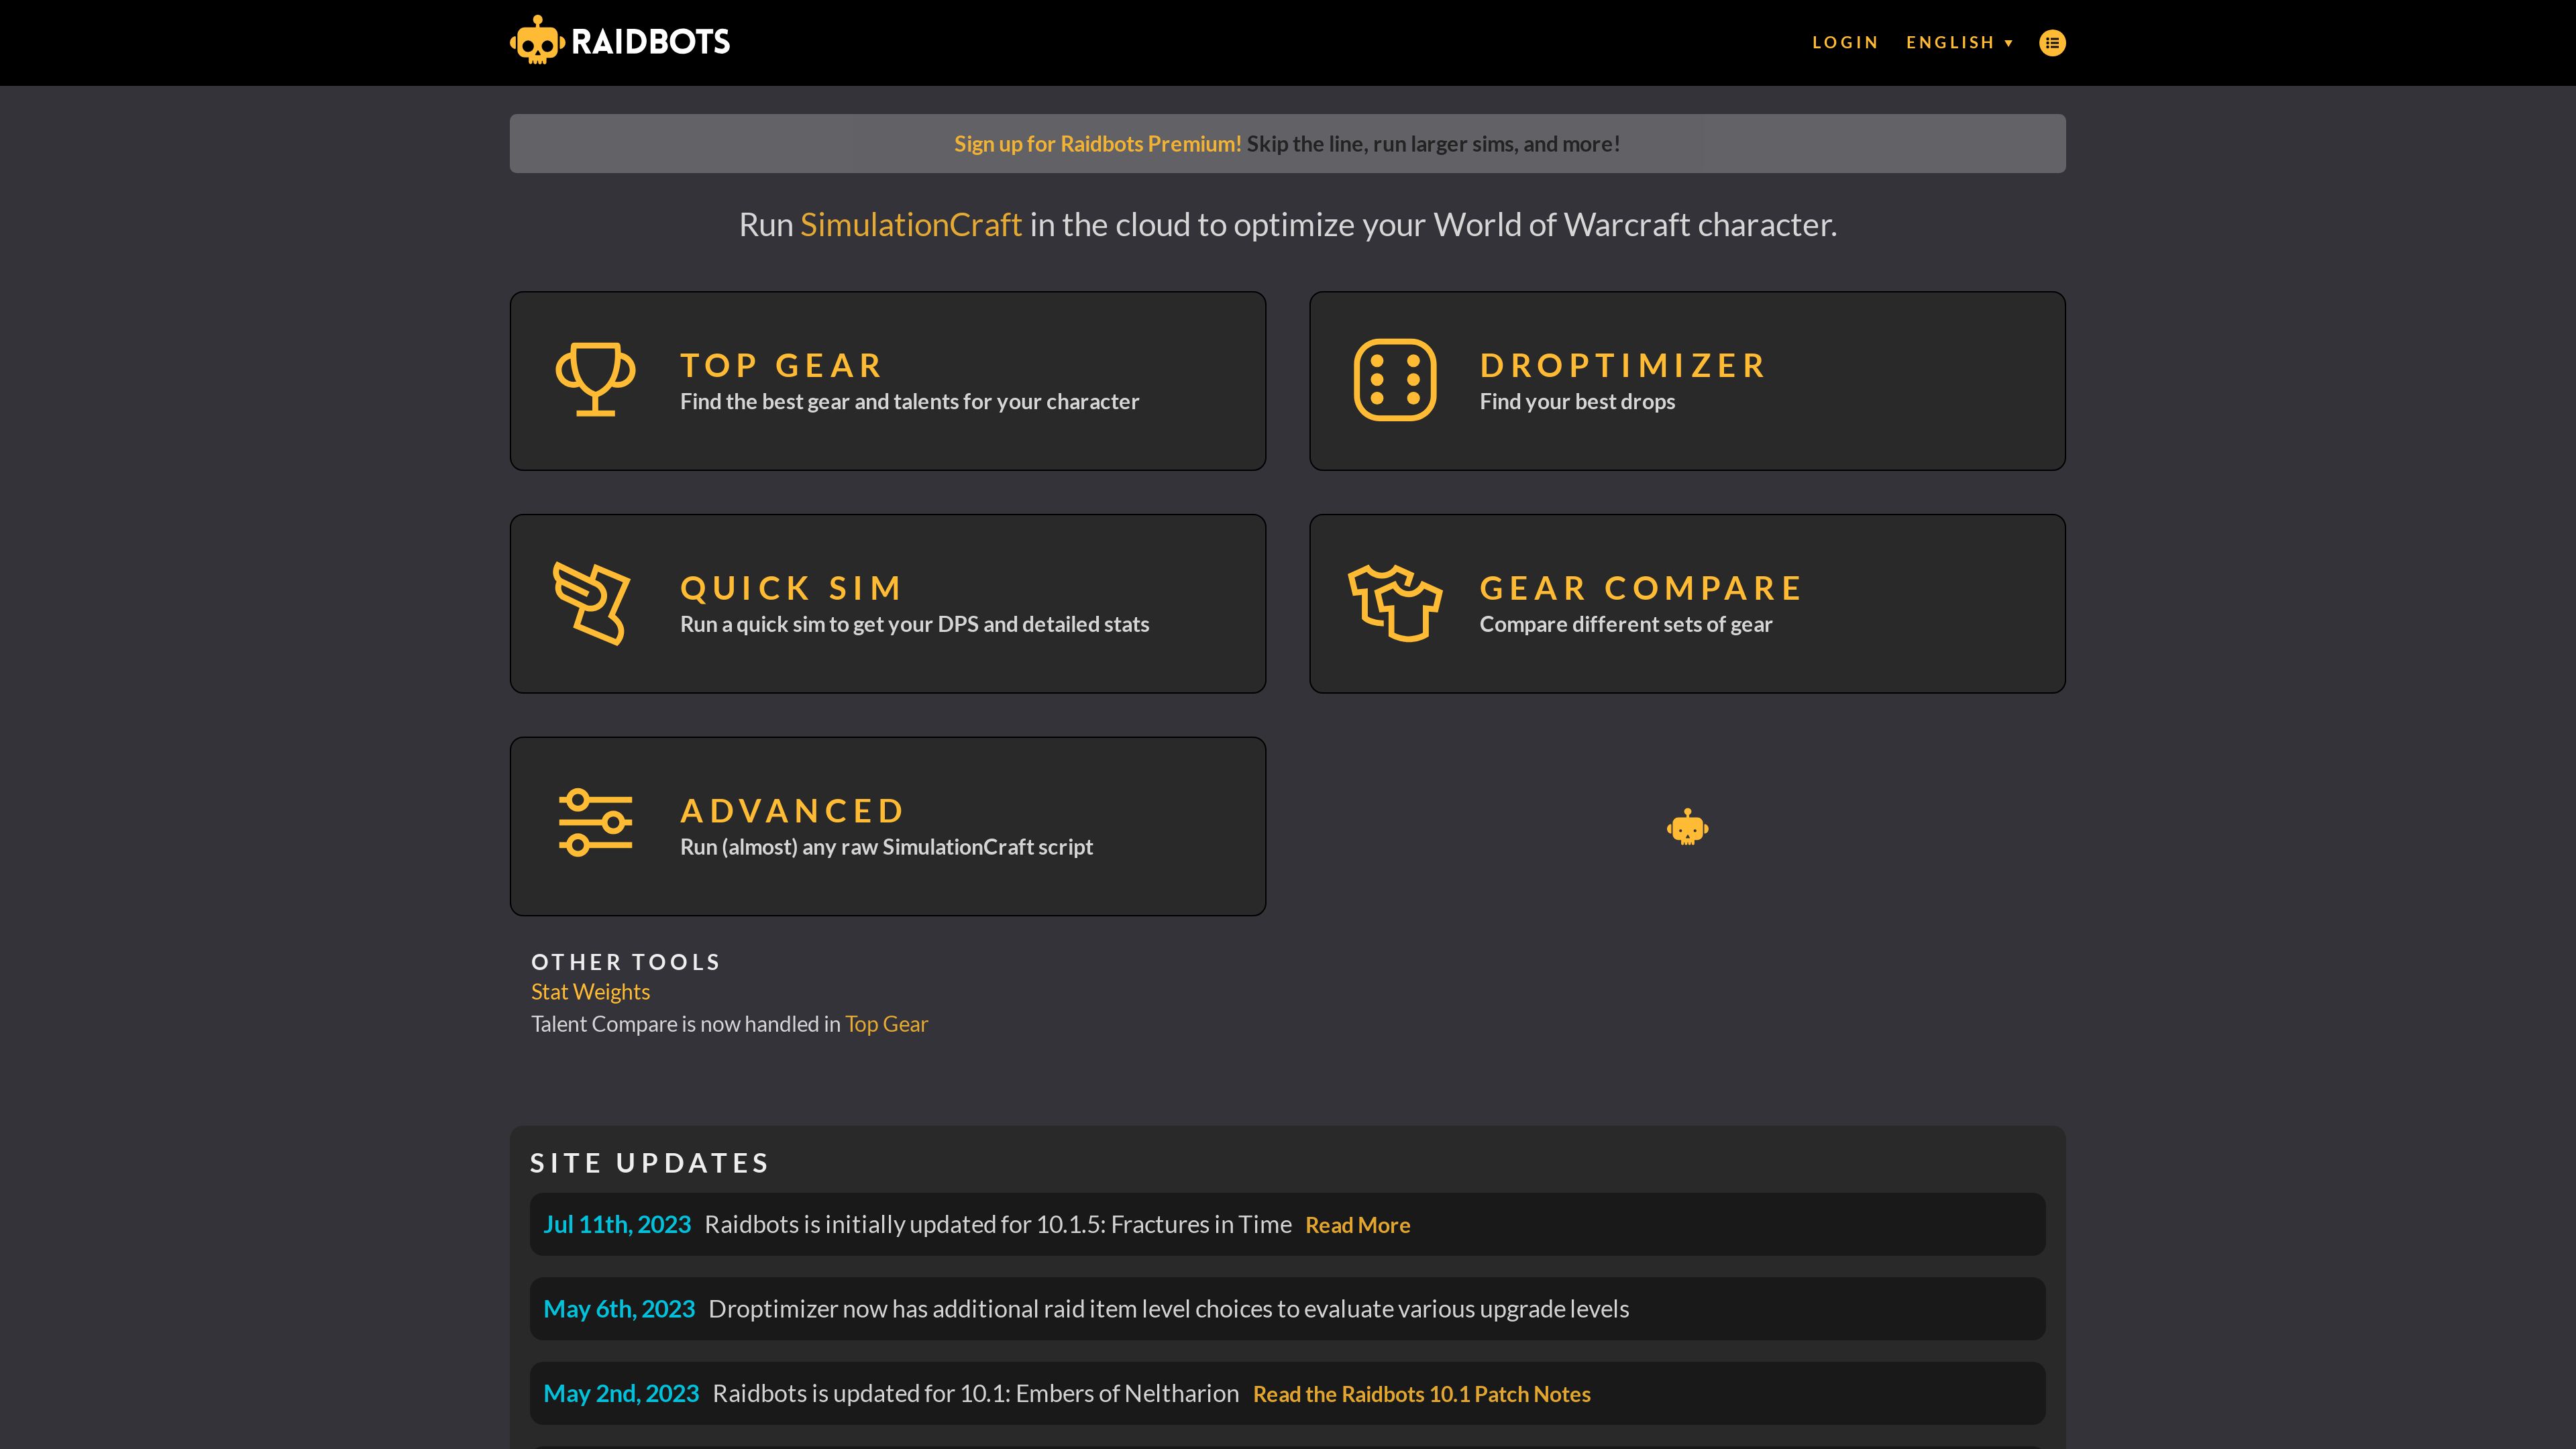 RAIDBOTS
LOGIN
ENGLISH ▼
Sign up for Raidbots Premium! Skip the line, run larger sims, and more!
Run SimulationCraft in the cloud to optimize your World of Warcraft character.
TOP GEAR
Find the best gear and talents for your character
DROPTIMIZER
Find your best drops
QUICK SIM
Run a quick sim to get your DPS and detailed stats
GEAR COMPARE
Compare different sets of gear
ADVANCED
Run (almost) any raw SimulationCraft script
OTHER TOOLS
Stat Weights
Talent Compare is now handled in Top Gear
SITE UPDATES
Jul 11th, 2023 Raidbots is initially updated for 10.1.5: Fractures in Time Read More
May 6th, 2023 Droptimizer now has additional raid item level choices to evaluate various upgrade levels
May 2nd, 2023 Raidbots is updated for 10.1: Embers of Neltharion Read the Raidbots 10.1 Patch Notes